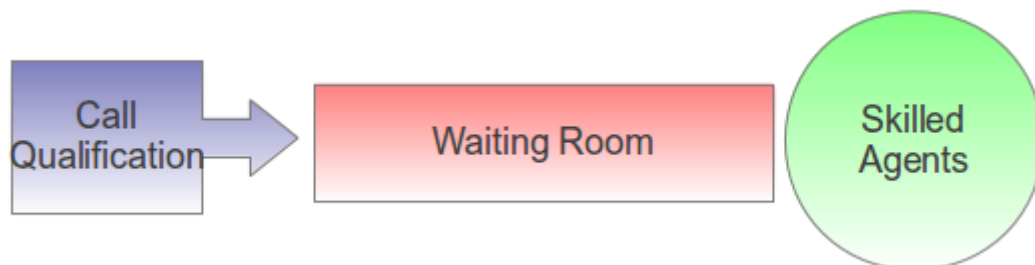 Call
Qualification
Waiting Room
Skilled
Agents